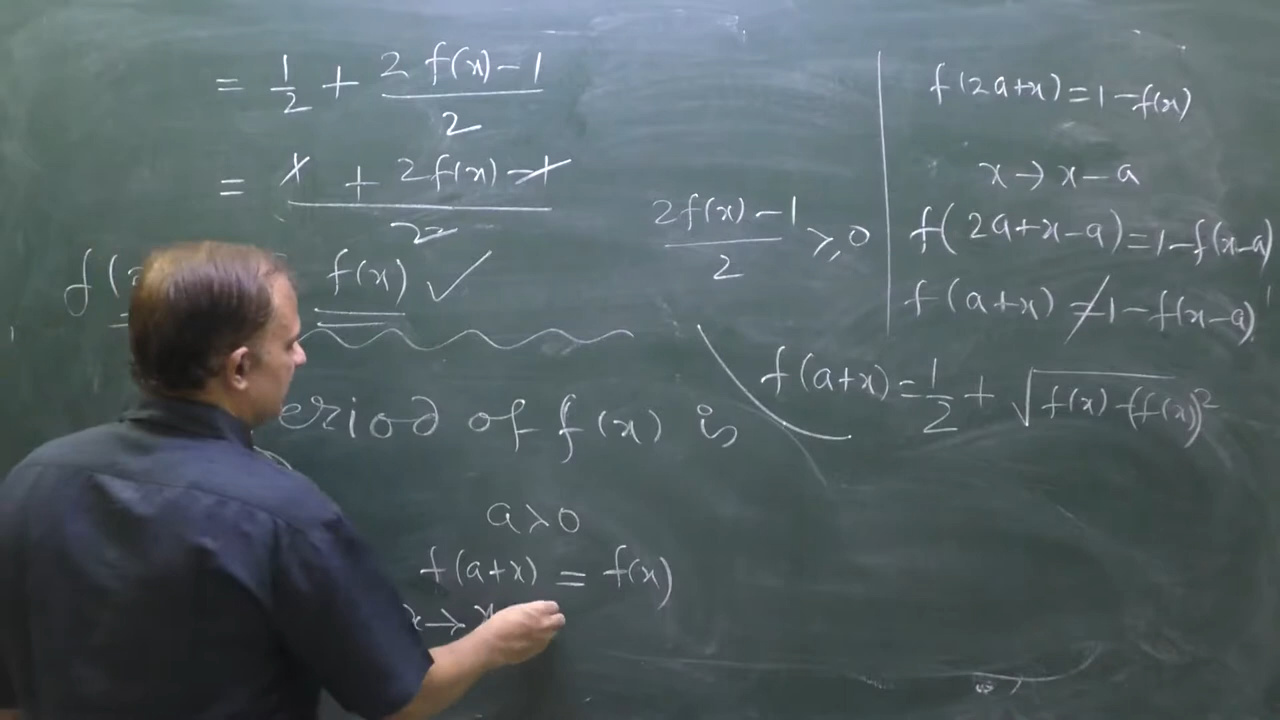 = 1/2 + (2f(x)-1)/2
= (1 + 2f(x)-1)/2
f( f(x) ✓
eriod of f(x) is
a>0
f(a+x) = f(x)
x→x
(2f(x)-1)/2 ≥0
f(2a+x)=1-f(x)
x→x-a
f(2a+x-a)=1-f(x-a)
f(a+x)≠1-f(x-a)
f(a+x)=1/2+√(f(x)-(f(x))²